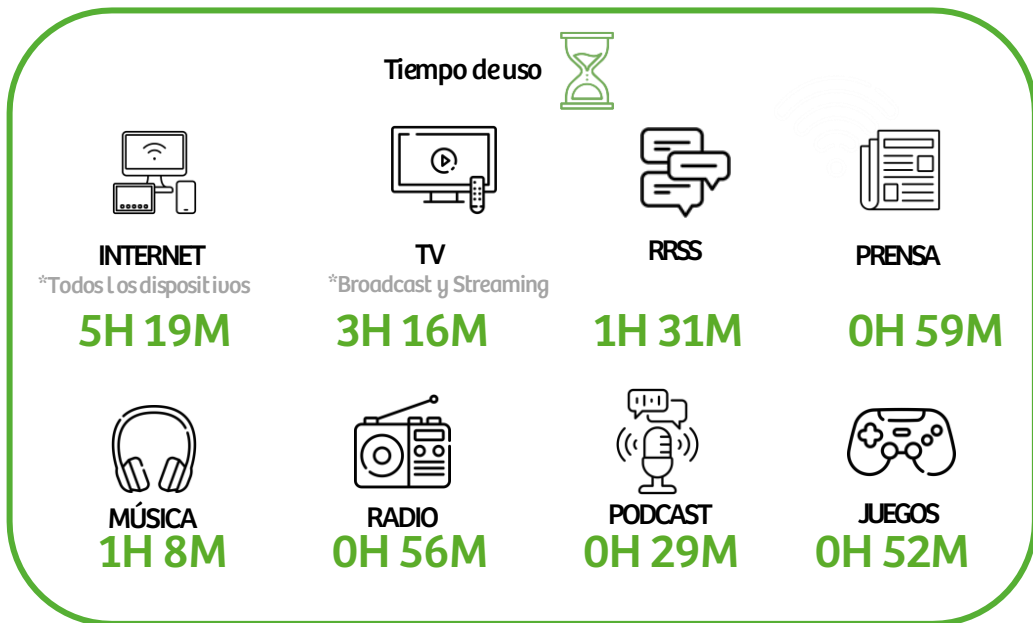 Tiempo de uso
INTERNET
*Todos los dispositivos
5H 19M
TV
*Broadcast y Streaming
3H 16M
RRSS
1H 31M
PRENSA
0H 59M
MÚSICA
1H 8M
RADIO
0H 56M
PODCAST
0H 29M
JUEGOS
0H 52M